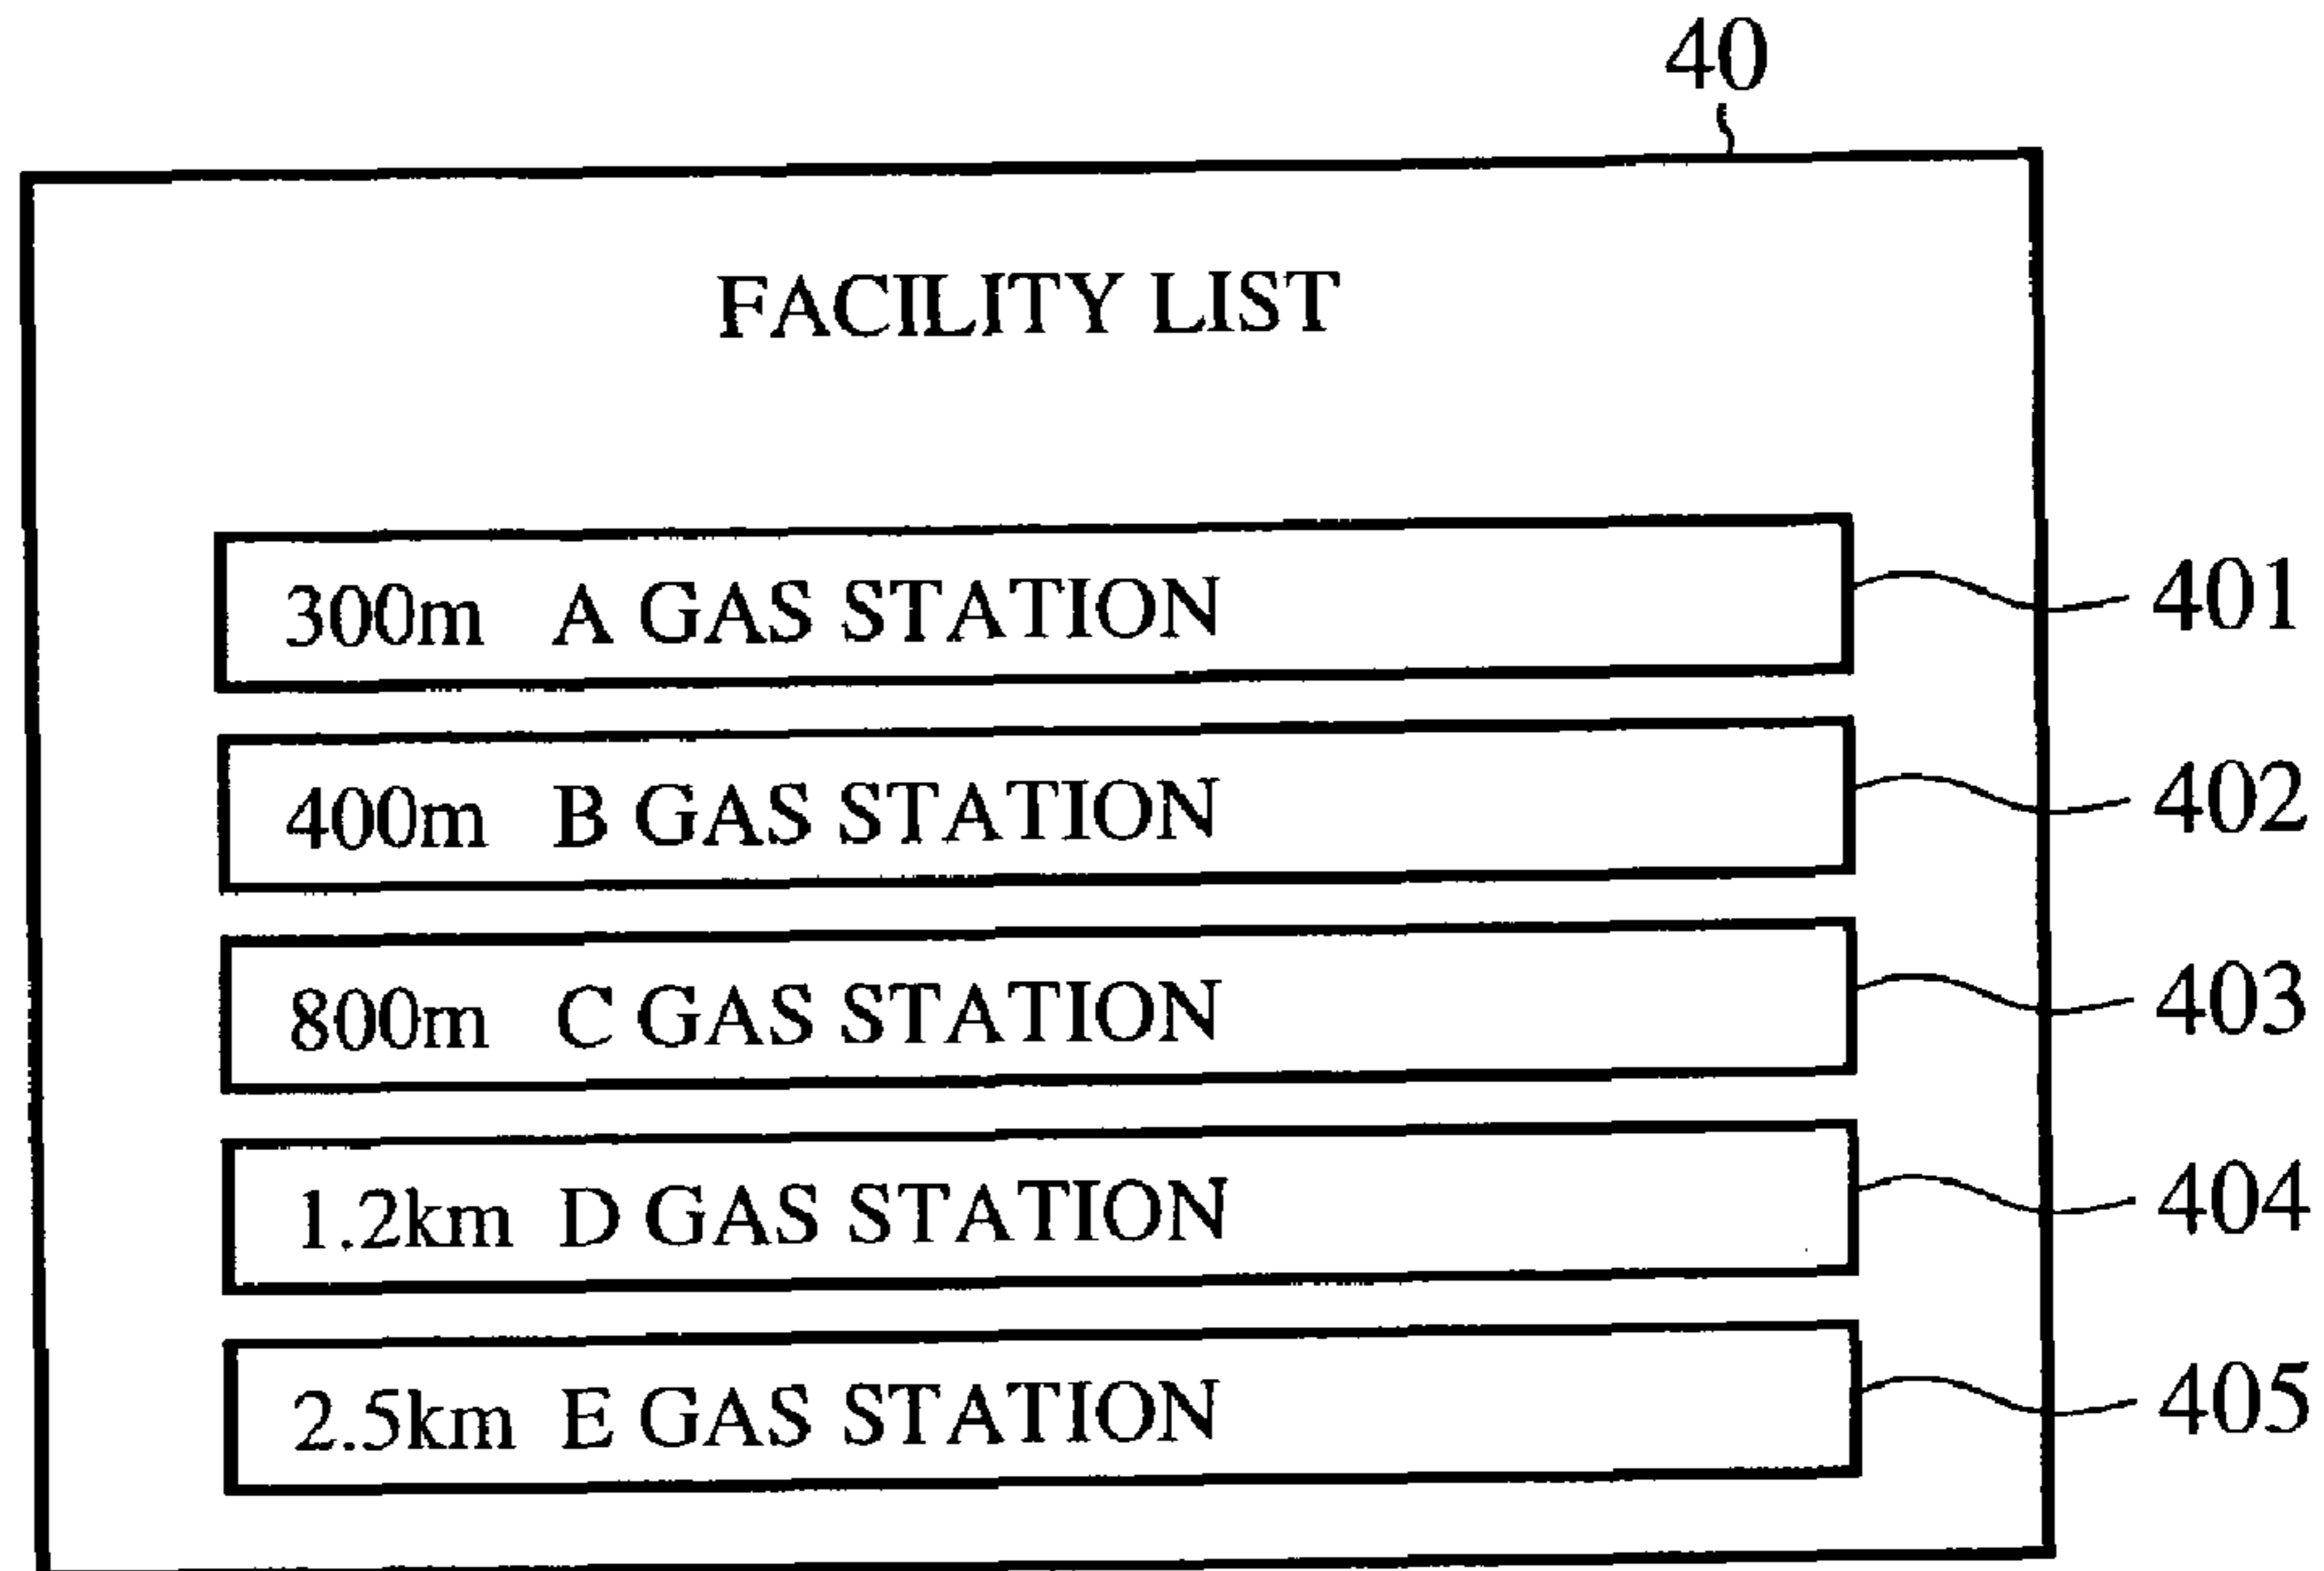 40
FACILITY LIST
300m A GAS STATION 401
400m B GAS STATION 402
800m C GAS STATION 403
1.2km D GAS STATION 404
2.5km E GAS STATION 405